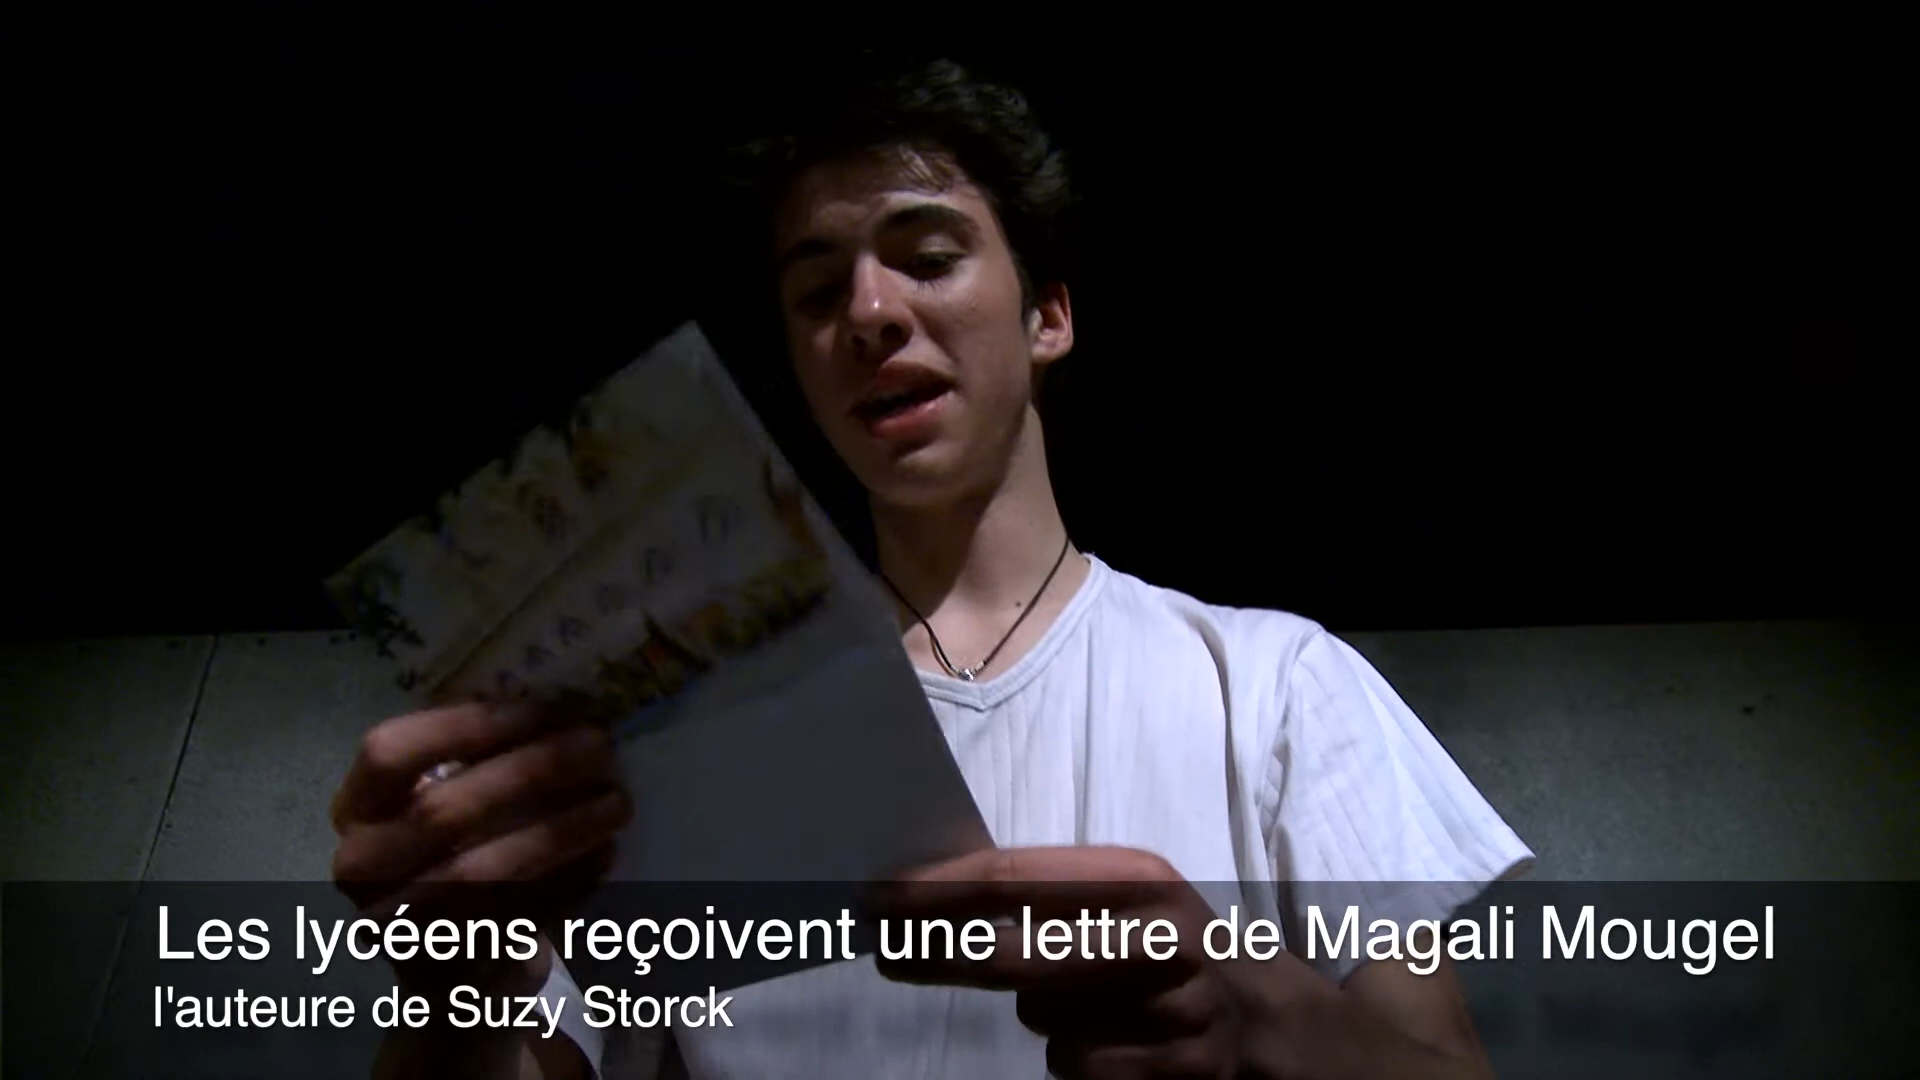 Les lycéens reçoivent une lettre de Magali Mougel
l'auteure de Suzy Storck